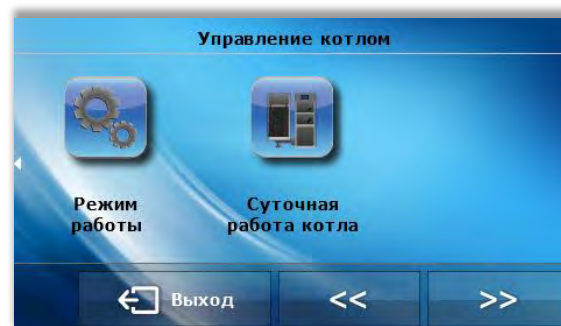 Управление котлом
Режим
работы
Суточная
работа котла
Выход
<<
>>